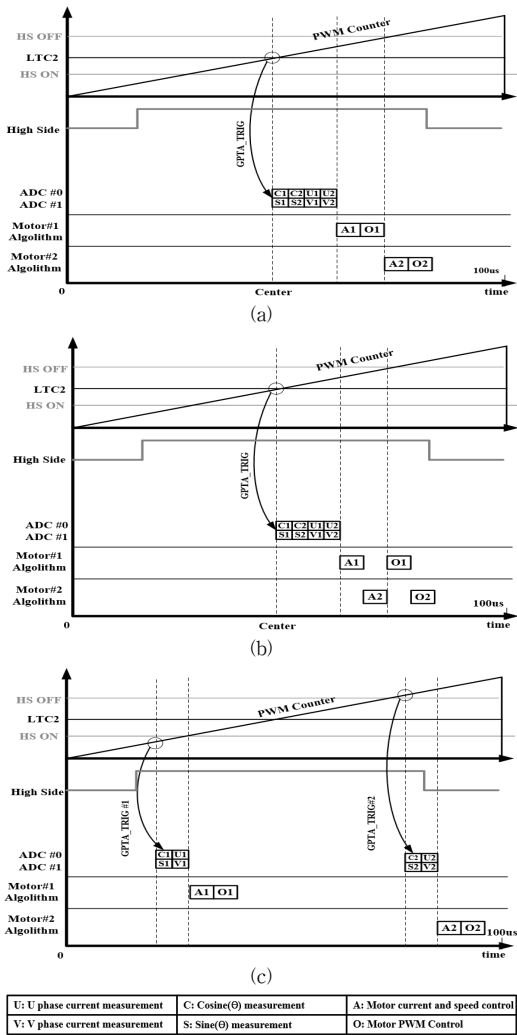 HS OFF
PWM Counter
LTC2
HS ON
High Side
GPTA_TRIG
ADC #0 C1 C2 U1 U2
ADC #1 S1 S2 V1 V2
Motor#1 A1 O1
Algorithm
Motor#2 A2 O2
Algorithm
100us
0 Center time
(a)
HS OFF
PWM Counter
LTC2
HS ON
High Side
GPTA_TRIG
ADC #0 C1 C2 U1 U2
ADC #1 S1 S2 V1 V2
Motor#1 A1 O1
Algorithm
Motor#2 A2 O2
Algorithm
100us
0 Center time
(b)
HS OFF
PWM Counter
LTC2
HS ON
High Side
GPTA_TRIG #1
GPTA_TRIG#2
ADC #0 C1 U1 C2 U2
ADC #1 S1 V1 S2 V2
Motor#1 A1 O1
Algorithm
Motor#2 A2 O2
Algorithm
100us
0 time
(c)
U: U phase current measurement C: Cosine(Θ) measurement A: Motor current and speed control
V: V phase current measurement S: Sine(Θ) measurement O: Motor PWM Control